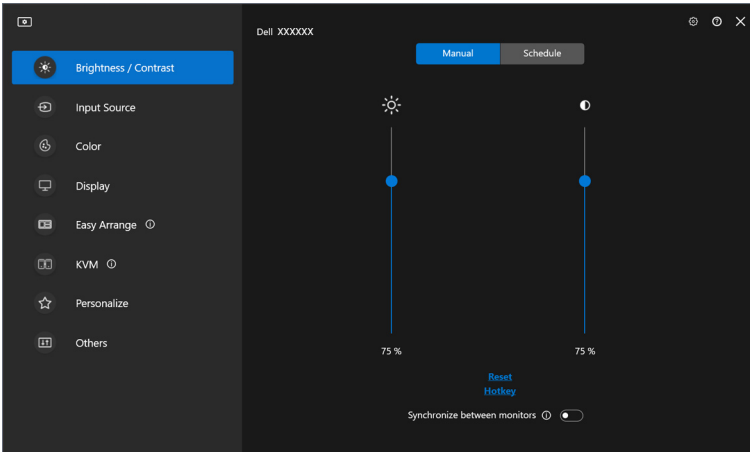 Dell XXXXXX
Manual
Schedule
Brightness / Contrast
Input Source
Color
Display
Easy Arrange
KVM
Personalize
Others
75 %
75 %
Reset
Hotkey
Synchronize between monitors